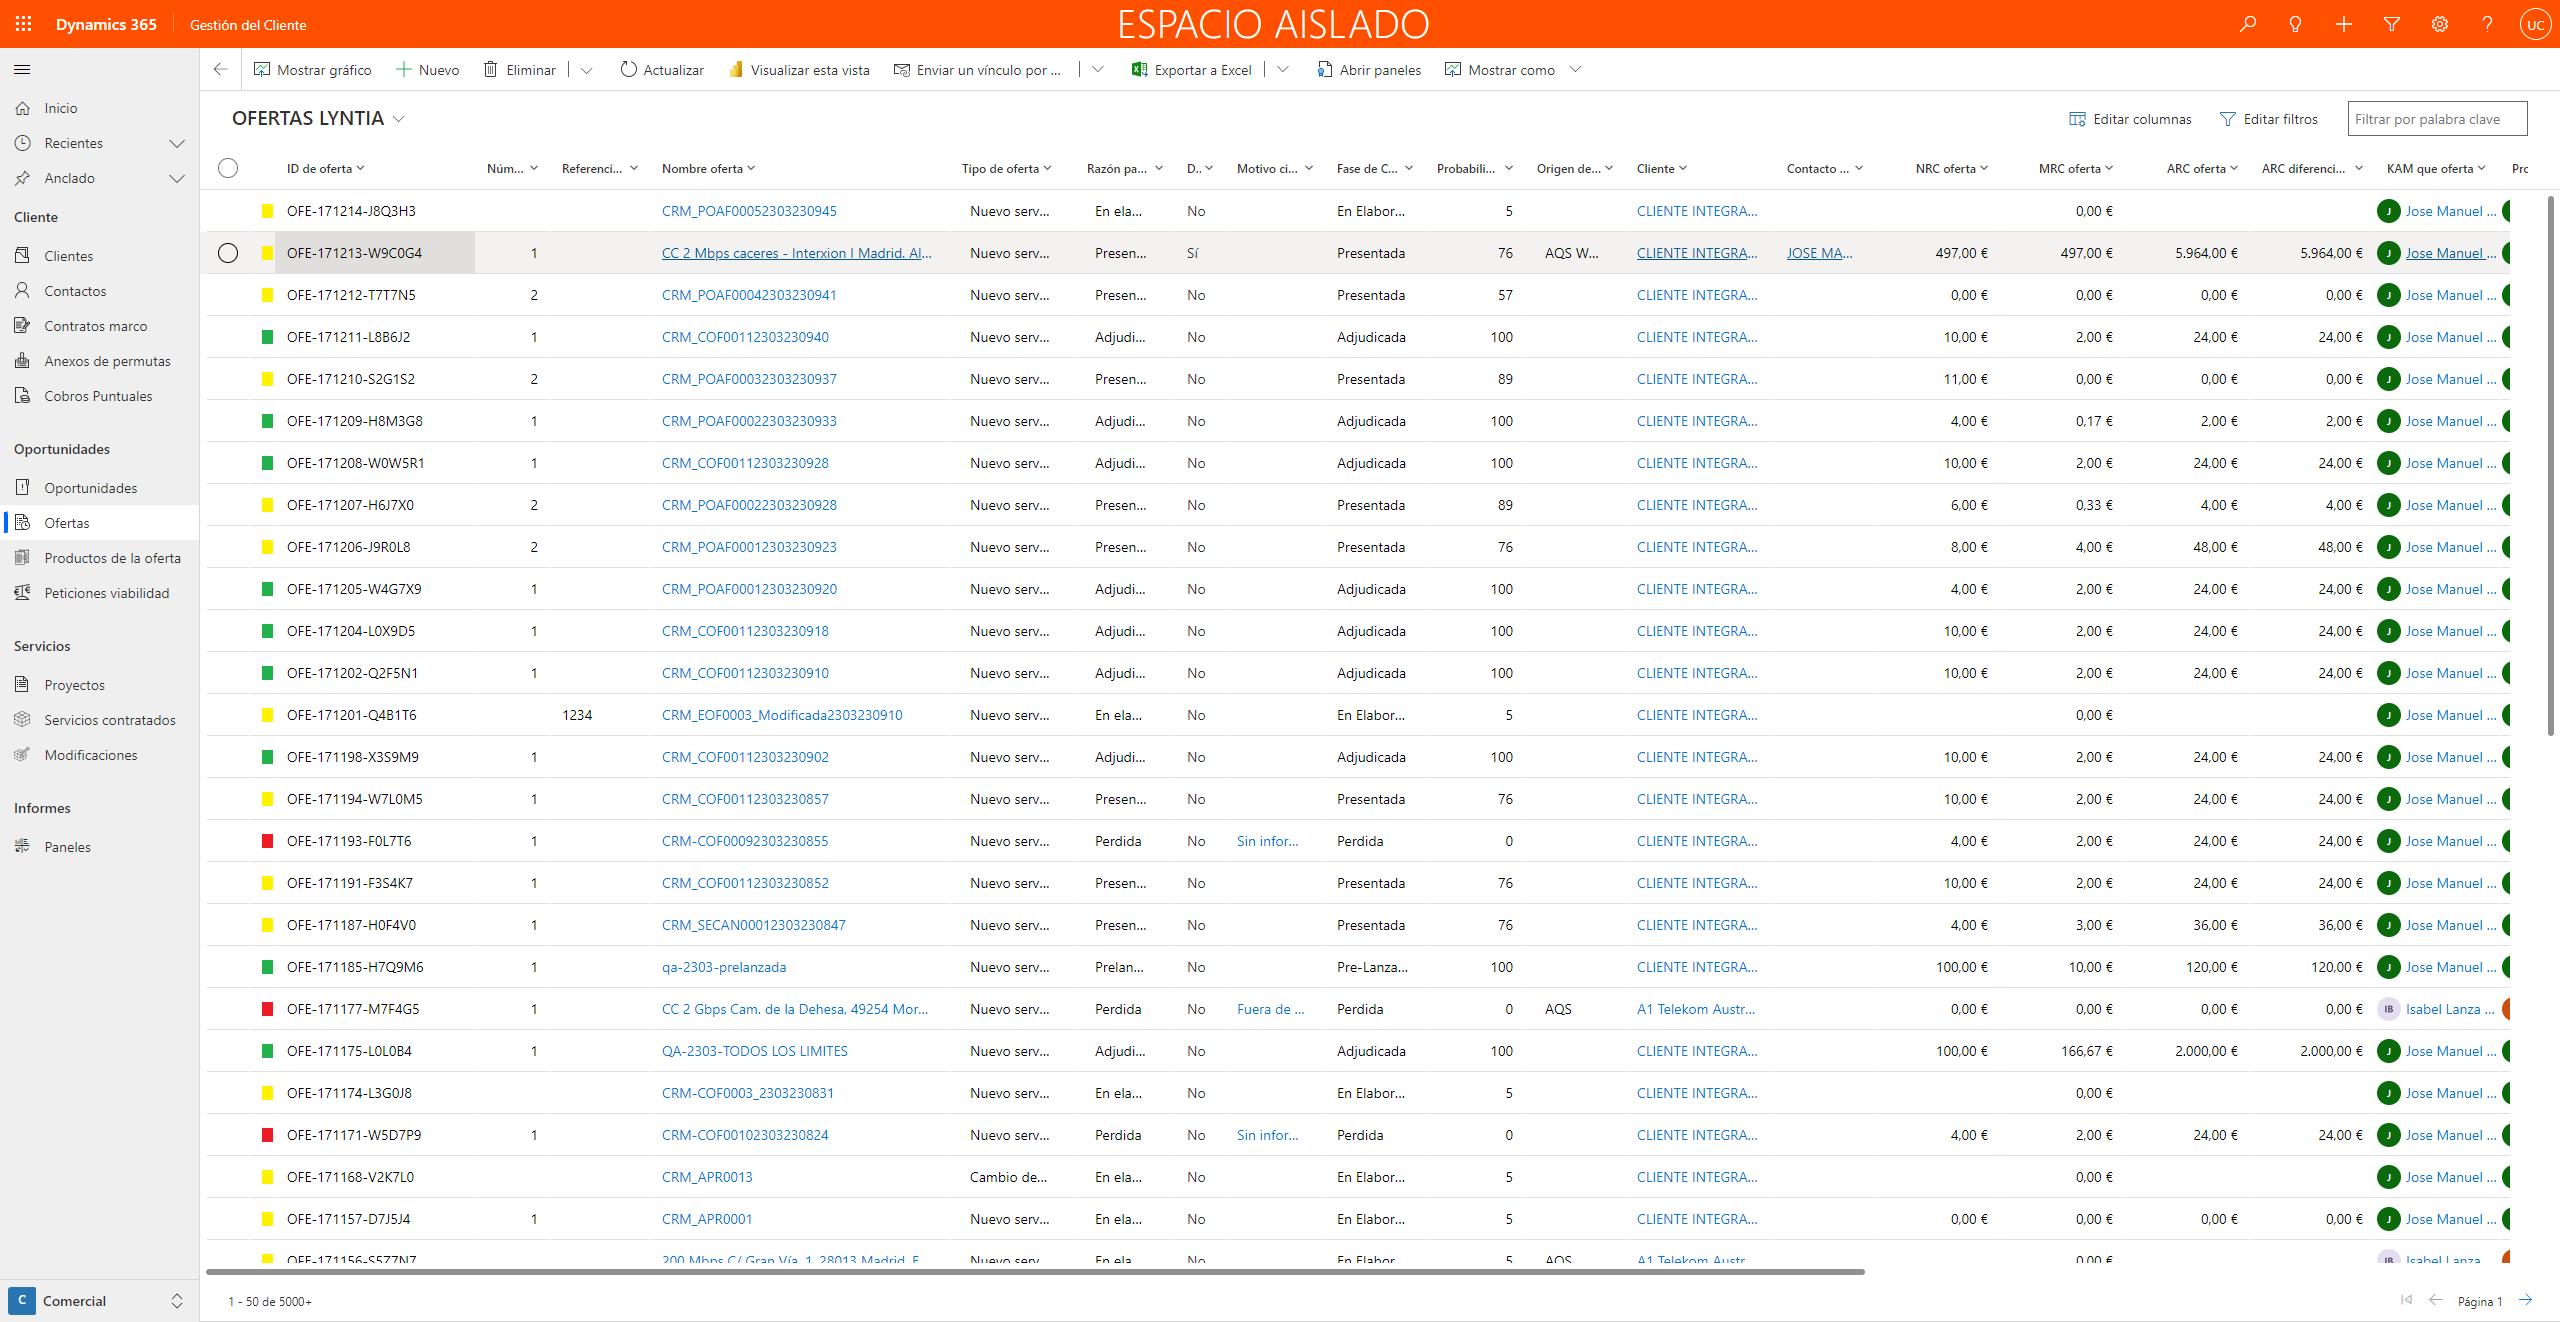 Dynamics 365 Gestión del Cliente ESPACIO AISLADO UC
Mostrar gráfico Nuevo Eliminar Actualizar Visualizar esta vista Enviar un vínculo por ... Exportar a Excel Abrir paneles Mostrar como
Inicio
Recientes
Anclado
Cliente
Clientes
Contactos
Contratos marco
Anexos de permutas
Cobros Puntuales
Oportunidades
Oportunidades
Ofertas
Productos de la oferta
Peticiones viabilidad
Servicios
Proyectos
Servicios contratados
Modificaciones
Informes
Paneles
C Comercial
OFERTAS LYNTIA Editar columnas Editar filtros Filtrar por palabra clave
ID de oferta Núm... Referenci... Nombre oferta Tipo de oferta Razón pa... D.. Motivo ci... Fase de C... Probabili... Origen de... Cliente Contacto ... NRC oferta MRC oferta ARC oferta ARC diferenci... KAM que oferta Prc
OFE-171214-J8Q3H3 CRM_POAF00052303230945 Nuevo serv... En ela... No En Elabor... 5 CLIENTE INTEGRA... 0,00 € J Jose Manuel ...
OFE-171213-W9C0G4 1 CC 2 Mbps caceres - Interxion I Madrid. Al... Nuevo serv... Presen... Sí Presentada 76 AQS W... CLIENTE INTEGRA... JOSE MA... 497,00 € 497,00 € 5.964,00 € 5.964,00 € J Jose Manuel ...
OFE-171212-T7T7N5 2 CRM_POAF00042303230941 Nuevo serv... Presen... No Presentada 57 CLIENTE INTEGRA... 0,00 € 0,00 € 0,00 € 0,00 € J Jose Manuel ...
OFE-171211-L8B6J2 1 CRM_COF00112303230940 Nuevo serv... Adjudi... No Adjudicada 100 CLIENTE INTEGRA... 10,00 € 2,00 € 24,00 € 24,00 € J Jose Manuel ...
OFE-171210-S2G1S2 2 CRM_POAF00032303230937 Nuevo serv... Presen... No Presentada 89 CLIENTE INTEGRA... 11,00 € 0,00 € 0,00 € 0,00 € J Jose Manuel ...
OFE-171209-H8M3G8 1 CRM_POAF00022303230933 Nuevo serv... Adjudi... No Adjudicada 100 CLIENTE INTEGRA... 4,00 € 0,17 € 2,00 € 2,00 € J Jose Manuel ...
OFE-171208-W0W5R1 1 CRM_COF00112303230928 Nuevo serv... Adjudi... No Adjudicada 100 CLIENTE INTEGRA... 10,00 € 2,00 € 24,00 € 24,00 € J Jose Manuel ...
OFE-171207-H6J7X0 2 CRM_POAF00022303230928 Nuevo serv... Presen... No Presentada 89 CLIENTE INTEGRA... 6,00 € 0,33 € 4,00 € 4,00 € J Jose Manuel ...
OFE-171206-J9R0L8 2 CRM_POAF00012303230923 Nuevo serv... Presen... No Presentada 76 CLIENTE INTEGRA... 8,00 € 4,00 € 48,00 € 48,00 € J Jose Manuel ...
OFE-171205-W4G7X9 1 CRM_POAF00012303230920 Nuevo serv... Adjudi... No Adjudicada 100 CLIENTE INTEGRA... 4,00 € 2,00 € 24,00 € 24,00 € J Jose Manuel ...
OFE-171204-L0X9D5 1 CRM_COF00112303230918 Nuevo serv... Adjudi... No Adjudicada 100 CLIENTE INTEGRA... 10,00 € 2,00 € 24,00 € 24,00 € J Jose Manuel ...
OFE-171202-Q2F5N1 1 CRM_COF00112303230910 Nuevo serv... Adjudi... No Adjudicada 100 CLIENTE INTEGRA... 10,00 € 2,00 € 24,00 € 24,00 € J Jose Manuel ...
OFE-171201-Q4B1T6 1234 CRM_EOF0003_Modificada2303230910 Nuevo serv... En ela... No En Elabor... 5 CLIENTE INTEGRA... 0,00 € J Jose Manuel ...
OFE-171198-X3S9M9 1 CRM_COF00112303230902 Nuevo serv... Adjudi... No Adjudicada 100 CLIENTE INTEGRA... 10,00 € 2,00 € 24,00 € 24,00 € J Jose Manuel ...
OFE-171194-W7L0M5 1 CRM_COF00112303230857 Nuevo serv... Presen... No Presentada 76 CLIENTE INTEGRA... 10,00 € 2,00 € 24,00 € 24,00 € J Jose Manuel ...
OFE-171193-F0L7T6 1 CRM-COF00092303230855 Nuevo serv... Perdida No Sin infor... Perdida 0 CLIENTE INTEGRA... 4,00 € 2,00 € 24,00 € 24,00 € J Jose Manuel ...
OFE-171191-F3S4K7 1 CRM_COF00112303230852 Nuevo serv... Presen... No Presentada 76 CLIENTE INTEGRA... 10,00 € 2,00 € 24,00 € 24,00 € J Jose Manuel ...
OFE-171187-H0F4V0 1 CRM_SECAN00012303230847 Nuevo serv... Presen... No Presentada 76 CLIENTE INTEGRA... 4,00 € 3,00 € 36,00 € 36,00 € J Jose Manuel ...
OFE-171185-H7Q9M6 1 qa-2303-prelanzada Nuevo serv... Prelan... No Pre-Lanza... 100 CLIENTE INTEGRA... 100,00 € 10,00 € 120,00 € 120,00 € J Jose Manuel ...
OFE-171177-M7F4G5 1 CC 2 Gbps Cam. de la Dehesa, 49254 Mor... Nuevo serv... Perdida No Fuera de ... Perdida 0 AQS A1 Telekom Austr... 0,00 € 0,00 € 0,00 € 0,00 € IB Isabel Lanza ...
OFE-171175-L0L0B4 1 QA-2303-TODOS LOS LIMITES Nuevo serv... Adjudi... No Adjudicada 100 CLIENTE INTEGRA... 100,00 € 166,67 € 2.000,00 € 2.000,00 € J Jose Manuel ...
OFE-171174-L3G0J8 CRM-COF0003_2303230831 Nuevo serv... En ela... No En Elabor... 5 CLIENTE INTEGRA... 0,00 € J Jose Manuel ...
OFE-171171-W5D7P9 1 CRM-COF00102303230824 Nuevo serv... Perdida No Sin infor... Perdida 0 CLIENTE INTEGRA... 4,00 € 2,00 € 24,00 € 24,00 € J Jose Manuel ...
OFE-171168-V2K7L0 CRM_APR0013 Cambio de... En ela... No En Elabor... 5 CLIENTE INTEGRA... 0,00 € J Jose Manuel ...
OFE-171157-D7J5J4 1 CRM_APR0001 Nuevo serv... En ela... No En Elabor... 5 CLIENTE INTEGRA... 0,00 € 0,00 € 0,00 € 0,00 € J Jose Manuel ...
OFE-171156-S5Z7N7 200 Mbps C/ Gran Vía, 1, 28013 Madrid, E Nuevo serv En ela No En Elabor 5 AQS A1 Telekom Austr 0,00 € IB Isabel Lanza
1 - 50 de 5000+ Página 1